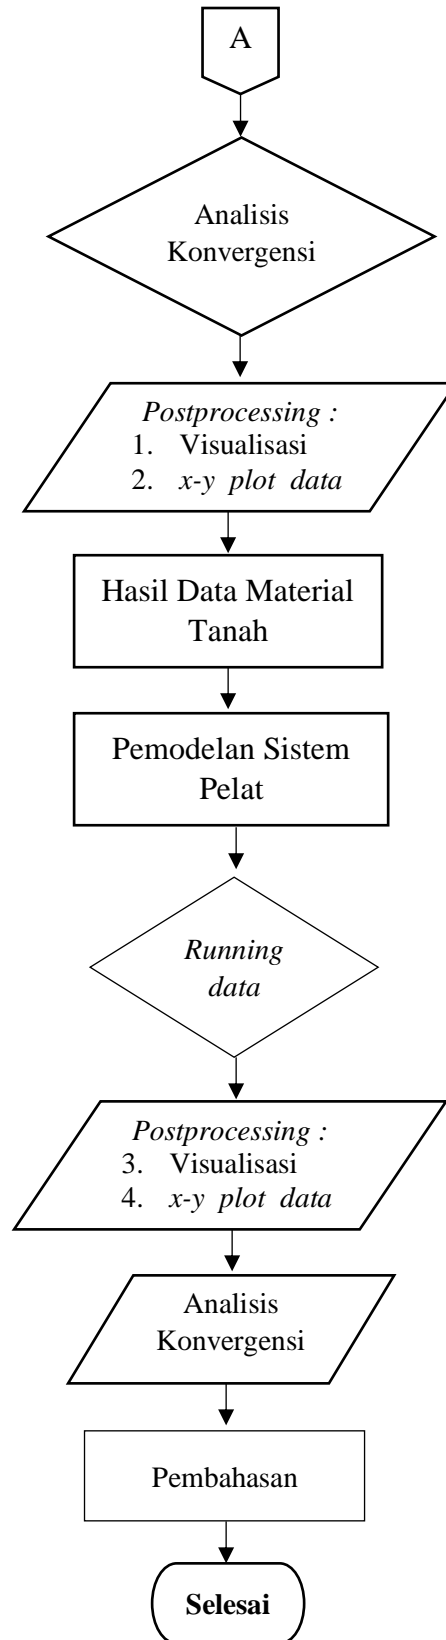 A
Analisis
Konvergensi
Postprocessing :
1. Visualisasi
2. x-y plot data
Hasil Data Material
Tanah
Pemodelan Sistem
Pelat
Running
data
Postprocessing :
3. Visualisasi
4. x-y plot data
Analisis
Konvergensi
Pembahasan
Selesai